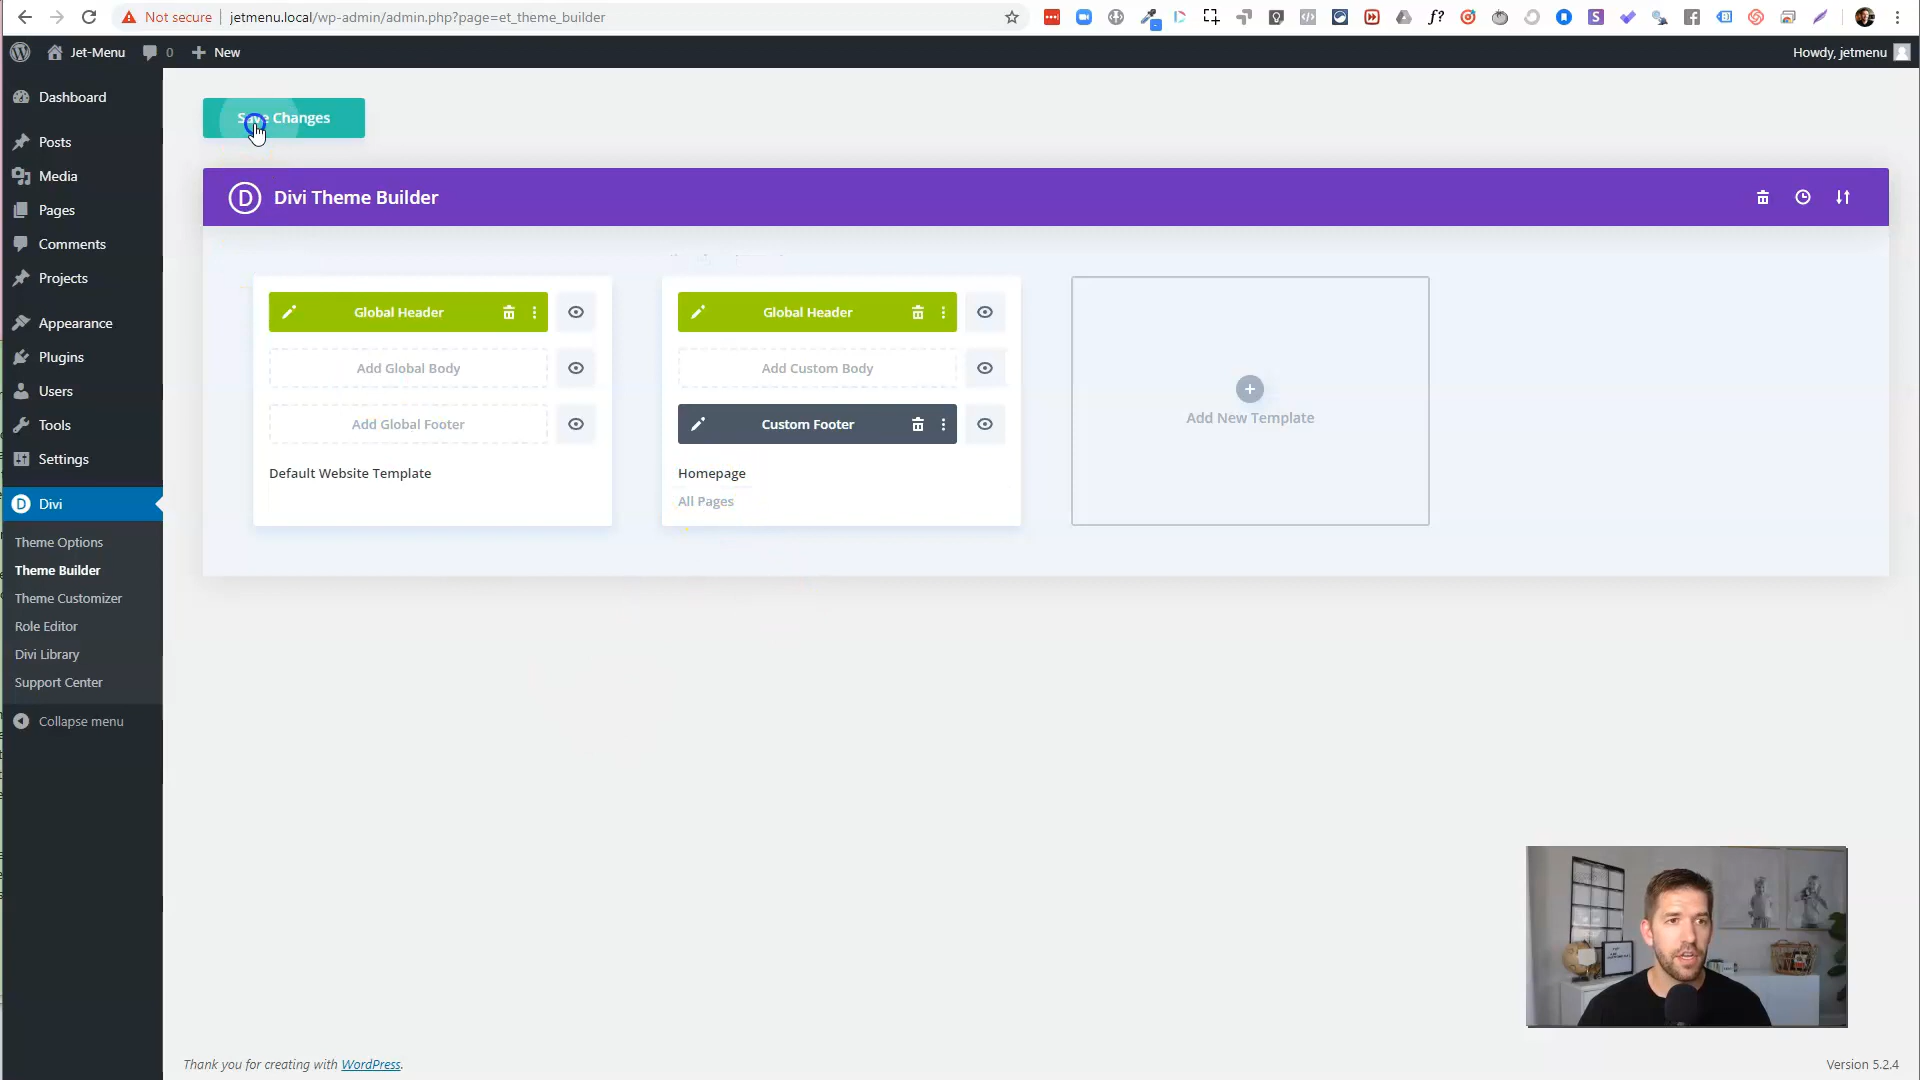 Not secure
jetmenu.local/wp-admin/admin.php?page=et_theme_builder
Jet-Menu
0
New
Howdy, jetmenu
Dashboard
Posts
Media
Pages
Comments
Projects
Appearance
Plugins
Users
Tools
Settings
Divi
Theme Options
Theme Builder
Theme Customizer
Role Editor
Divi Library
Support Center
Collapse menu
Save Changes
Divi Theme Builder
Global Header
Add Global Body
Add Global Footer
Default Website Template
Global Header
Add Custom Body
Custom Footer
Homepage
All Pages
Add New Template
Thank you for creating with WordPress.
Version 5.2.4